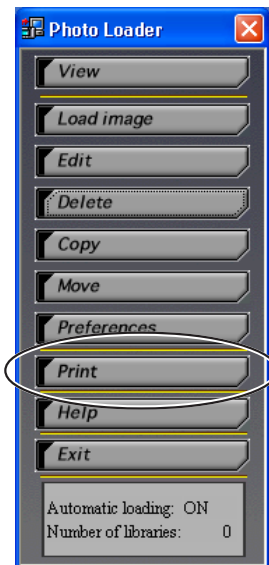 Photo Loader
View
Load image
Edit
Delete
Copy
Move
Preferences
Print
Help
Exit
Automatic loading: ON
Number of libraries: 0